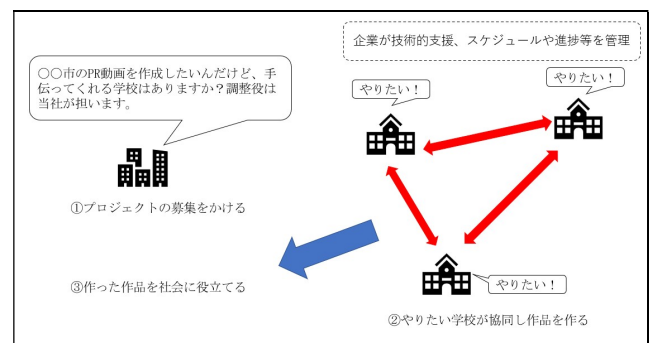 企業が技術的支援、スケジュールや進捗等を管理
〇〇市のPR動画を作成したいんだけど、手
伝ってくれる学校はありますか？調整役は
当社が担います。
やりたい！
やりたい！
①プロジェクトの募集をかける
③作った作品を社会に役立てる
やりたい！
②やりたい学校が協同し作品を作る